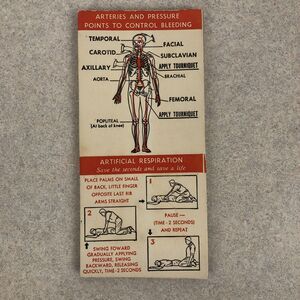 ARTERIES AND PRESSURE
POINTS TO CONTROL BLEEDING
TEMPORAL
FACIAL
CAROTID
SUBCLAVIAN
AXILLARY
APPLY TOURNIQUET
AORTA
BRACHIAL
FEMORAL
POPLITEAL
(At back of knee)
APPLY TOURNIQUET
ARTIFICIAL RESPIRATION
Save the seconds and save a life
PLACE PALMS ON SMALL
OF BACK, LITTLE FINGER
OPPOSITE LAST RIB
ARMS STRAIGHT
1
2
PAUSE —
(TIME - 2 SECONDS)
AND REPEAT
3
SWING FORWARD
GRADUALLY APPLYING
PRESSURE, SWING
BACKWARD, RELEASING
QUICKLY, TIME-2 SECONDS